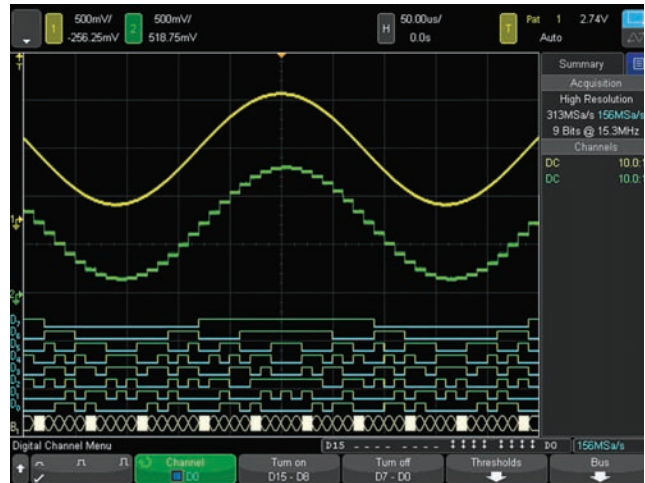 1 500mV/ 2 500mV/ H 50.00us/ T Pat 1 2.74V
-256.25mV 518.75mV 0.0s Auto
T
Summary
Acquisition
High Resolution
313MSa/s 156MSa/s
9 Bits @ 15.3MHz
Channels
DC 10.0:
DC 10.0:
1
2
D7
D6
D5
D4
D3
D2
D1
D0
B1
Digital Channel Menu D15 D0 156MSa/s
Channel Turn on Turn off Thresholds Bus
D0 D15 - D8 D7 - D0